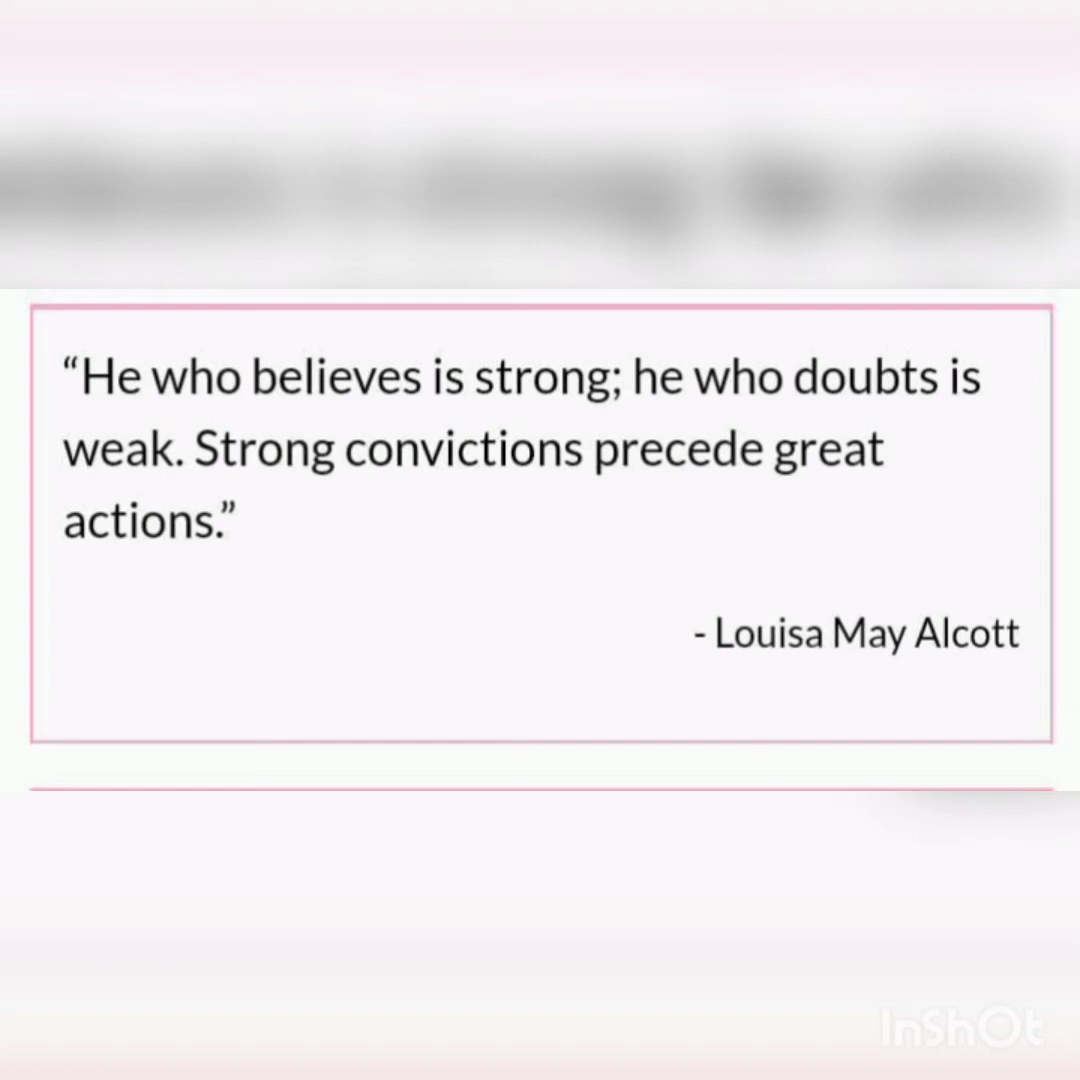 “He who believes is strong; he who doubts is
weak. Strong convictions precede great
actions.”
- Louisa May Alcott
InShOt